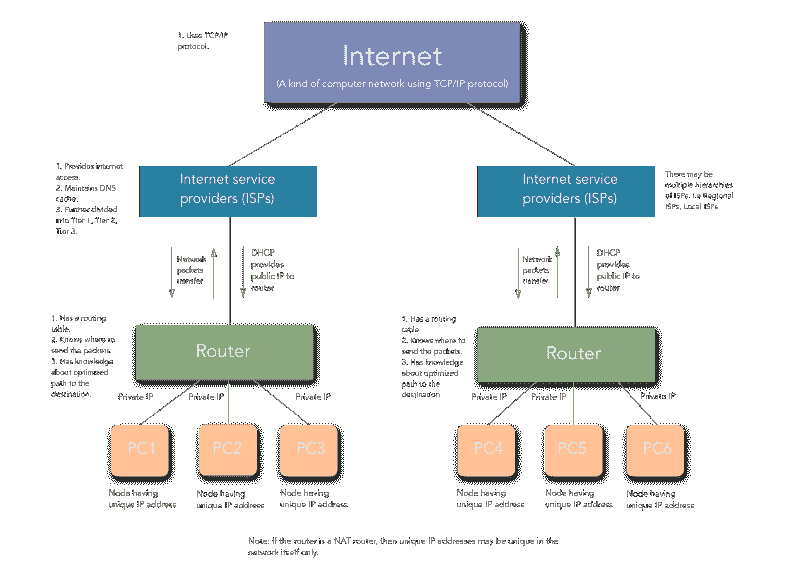 1. Uses TCP/IP
protocol.
Internet
(A kind of computer network using TCP/IP protocol)
1. Provides internet
access.
2. Maintains DNS
cache.
3. Further divided
into Tier 1, Tier 2,
Tier 3.
Internet service
providers (ISPs)
Internet service
providers (ISPs)
There may be
multiple hierarchies
of ISPs. i.e Regional
ISPs, Local ISPs
Network
packets
transfer
DHCP
provides
public IP to
router
Network
packets
transfer
DHCP
provides
public IP to
router
1. Has a routing
table.
2. Knows where to
send the packets.
3. Has knowledge
about optimized
path to the
destination.
Router
1. Has a routing
table
2. Knows where to
send the packets.
3. Has knowledge
about optimized
path to the
destination
Router
Private IP
Private IP
Private IP
Private IP
Private IP
Private IP
PC1
PC2
PC3
PC4
PC5
PC6
Node having
unique IP address
Node having
unique IP address
Node having
unique IP address
Node having
unique IP address
Node having
unique IP address
Node having
unique IP address
Note: If the router is a NAT router, then unique IP addresses may be unique in the
network itself only.